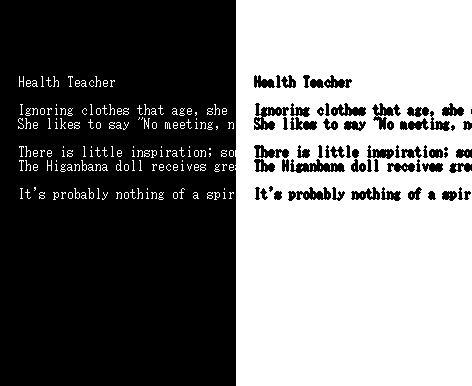 Health Teacher
Ignoring clothes that age, she
She likes to say "No meeting, n
There is little inspiration; so
The Higanbana doll receives gre
It's probably nothing of a spir
Health Teacher
Ignoring clothes that age, she
She likes to say "No meeting, n
There is little inspiration; so
The Higanbana doll receives gre
It's probably nothing of a spir